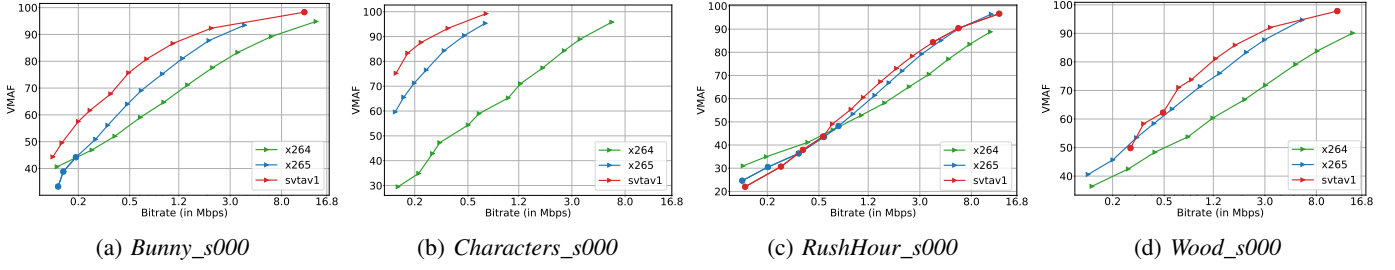 100
90
80
70
60
50
40
VMAF
0.2 0.5 1.2 3.0 8.0 16.8
Bitrate (in Mbps)
x264
x265
svtav1
(a) Bunny_s000
100
90
80
70
60
50
40
30
VMAF
0.2 0.5 1.2 3.0 8.0 16.8
Bitrate (in Mbps)
x264
x265
svtav1
(b) Characters_s000
100
90
80
70
60
50
40
30
20
VMAF
0.2 0.5 1.2 3.0 8.0 16.8
Bitrate (in Mbps)
x264
x265
svtav1
(c) RushHour_s000
100
90
80
70
60
50
40
VMAF
0.2 0.5 1.2 3.0 8.0 16.8
Bitrate (in Mbps)
x264
x265
svtav1
(d) Wood_s000